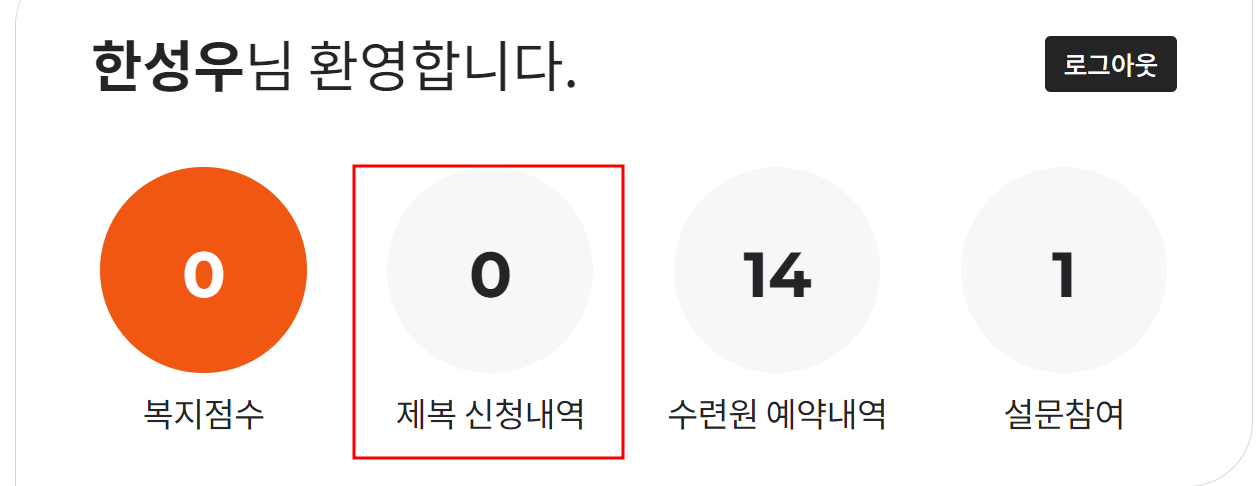 한성우님 환영합니다.
로그아웃
0
0
14
1
복지점수
제복 신청내역
수련원 예약내역
설문참여